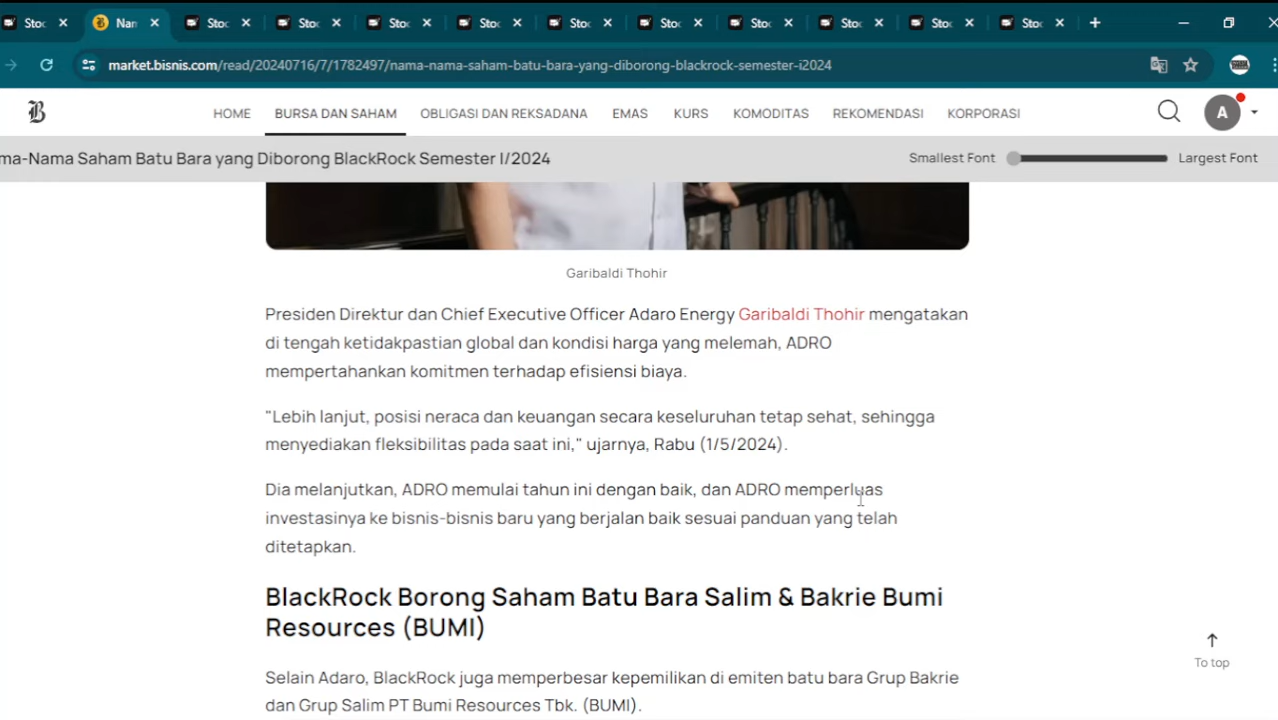 Stoc
Nan
Stoc
Stoc
Stoc
Stoc
Stoc
Stoc
Stoc
Stoc
Stoc
Stoc
market.bisnis.com/read/20240716/7/1782497/nama-nama-saham-batu-bara-yang-diborong-blackrock-semester-i2024
B
HOME
BURSA DAN SAHAM
OBLIGASI DAN REKSADANA
EMAS
KURS
KOMODITAS
REKOMENDASI
KORPORASI
A
ma-Nama Saham Batu Bara yang Diborong BlackRock Semester I/2024
Smallest Font
Largest Font
Garibaldi Thohir
Presiden Direktur dan Chief Executive Officer Adaro Energy Garibaldi Thohir mengatakan
di tengah ketidakpastian global dan kondisi harga yang melemah, ADRO
mempertahankan komitmen terhadap efisiensi biaya.
"Lebih lanjut, posisi neraca dan keuangan secara keseluruhan tetap sehat, sehingga
menyediakan fleksibilitas pada saat ini," ujarnya, Rabu (1/5/2024).
Dia melanjutkan, ADRO memulai tahun ini dengan baik, dan ADRO memperluas
investasinya ke bisnis-bisnis baru yang berjalan baik sesuai panduan yang telah
ditetapkan.
BlackRock Borong Saham Batu Bara Salim & Bakrie Bumi
Resources (BUMI)
Selain Adaro, BlackRock juga memperbesar kepemilikan di emiten batu bara Grup Bakrie
dan Grup Salim PT Bumi Resources Tbk. (BUMI).
To top